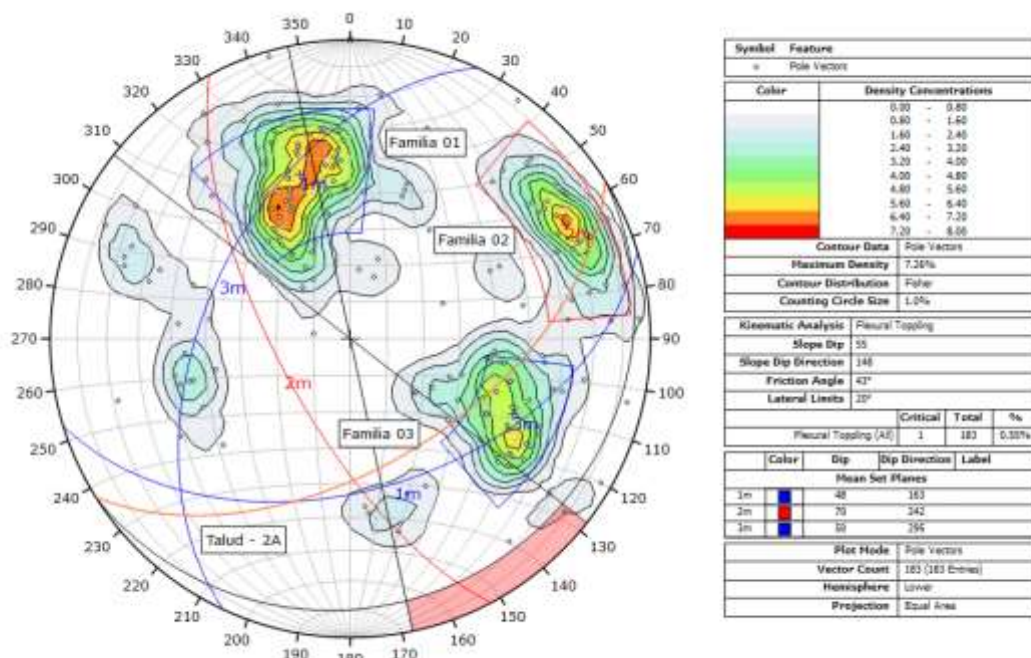 0
10
20
30
40
50
60
70
80
90
100
110
120
130
140
150
160
170
180
190
200
210
220
230
240
250
260
270
280
290
300
310
320
330
340
350
Familia 01
Familia 02
Familia 03
Talud - 2A
1m
3m
2m
3m
1m
Symbol Feature
Pole Vectors
Color Density Concentrations
0.00 - 0.80
0.80 - 1.60
1.60 - 2.40
2.40 - 3.20
3.20 - 4.00
4.00 - 4.80
4.80 - 5.60
5.60 - 6.40
6.40 - 7.20
7.20 - 8.00
Contour Data Pole Vectors
Maximum Density 7.26%
Contour Distribution Fisher
Counting Circle Size 1.0%
Kinematic Analysis Flexural Toppling
Slope Dip 55
Slope Dip Direction 148
Friction Angle 43°
Lateral Limits 20°
Critical Total %
Flexural Toppling (All) 1 183 0.55%
Color Dip Dip Direction Label
Mean Set Planes
1m 48 163
2m 70 242
3m 295
Plot Mode Pole Vectors
Vector Count 183 (183 Entries)
Hemisphere Lower
Projection Equal Area